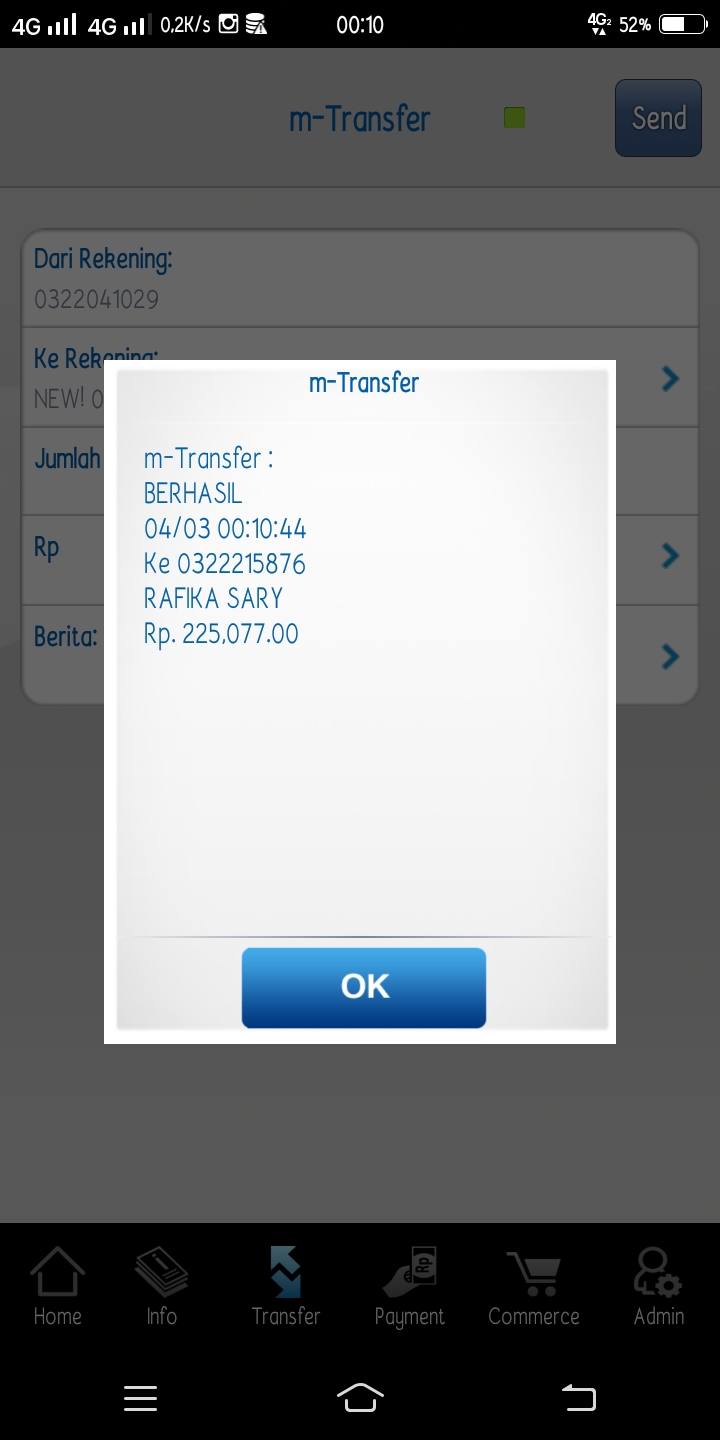 4G 4G 0,2K/s 00:10 4G2 52%
m-Transfer
Send
Dari Rekening:
0322041029
Ke Rekening:
NEW! 0
Jumlah
Rp
Berita:
m-Transfer
m-Transfer :
BERHASIL
04/03 00:10:44
Ke 0322215876
RAFIKA SARY
Rp. 225,077.00
OK
Home Info Transfer Payment Commerce Admin